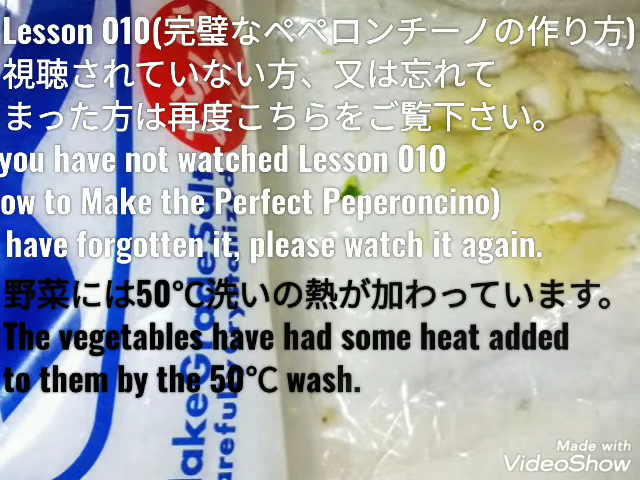 Lesson 010(完璧なペペロンチーノの作り方)
視聴されていない方、又は忘れて
まった方は再度こちらをご覧下さい。
you have not watched Lesson 010
ow to Make the Perfect Peperoncino)
have forgotten it, please watch it again.
野菜には50℃洗いの熱が加わっています。
The vegetables have had some heat added
to them by the 50℃ wash.
Made with
VideoShow